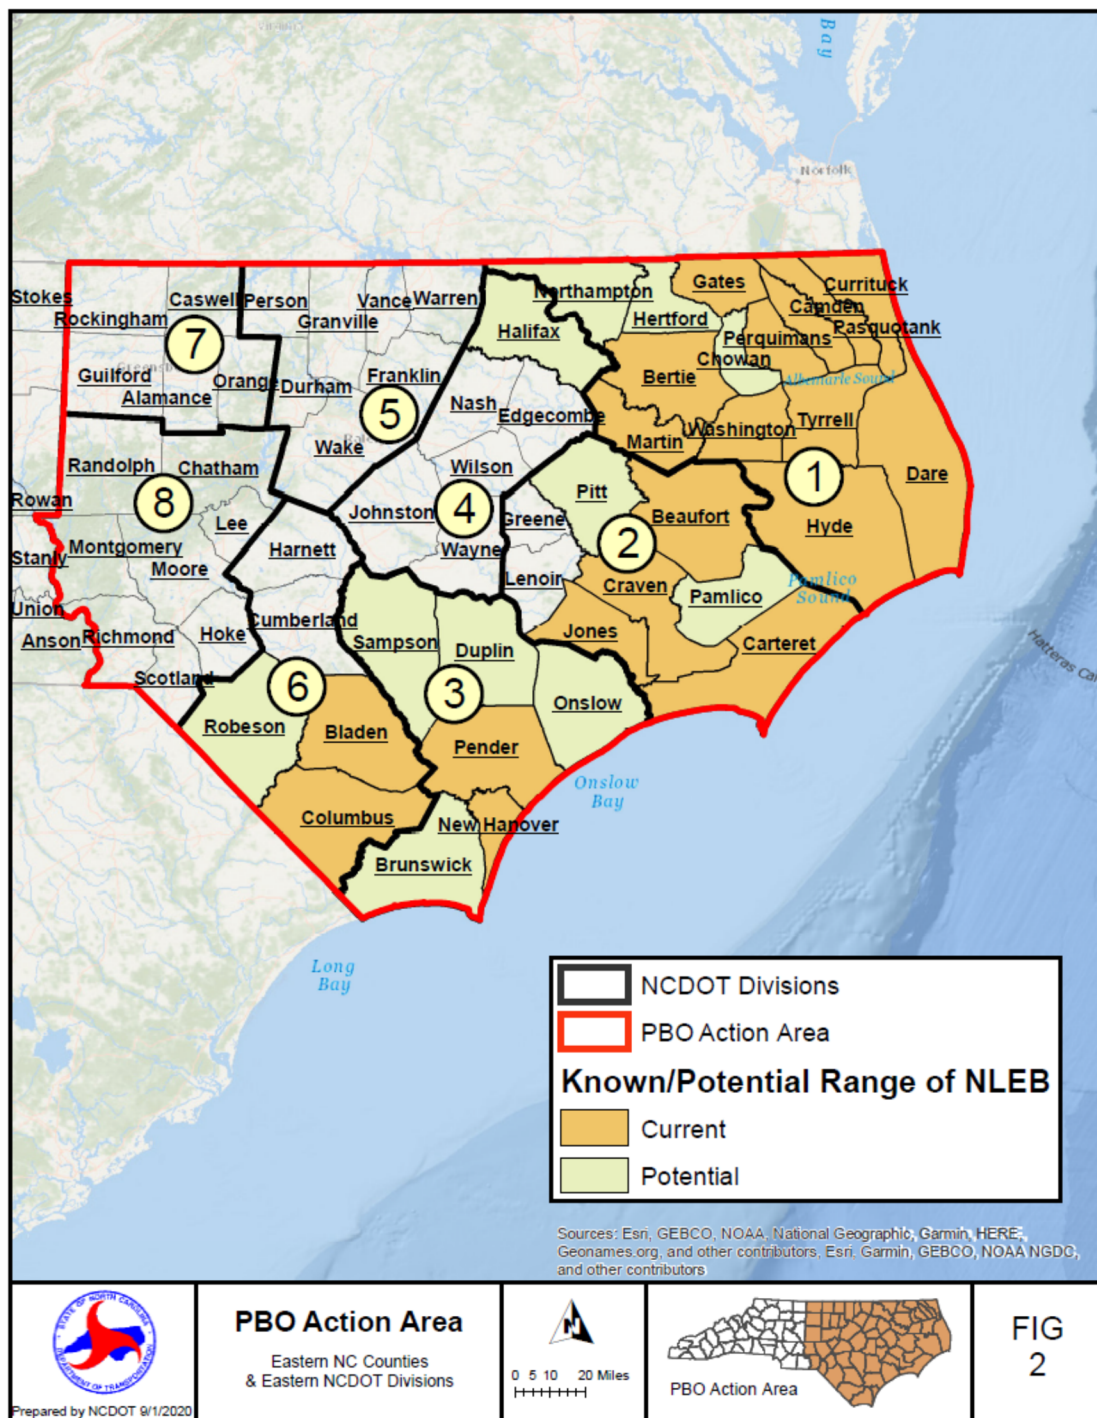 Bay
Norfolk
Stokes
Caswell
Person
Vance
Warren
Northampton
Gates
Currituck
Rockingham
Granville
Halifax
Hertford
Camden
Perquimans
Pasquotank
7
Guilford
Orange
Durham
Franklin
Chowan
Albemarle Sound
Alamance
5
Nash
Edgecombe
Bertie
Martin
Washington
Tyrrell
Wake
Randolph
Chatham
Wilson
Pitt
1
Dare
Rowan
8
Lee
Johnston
4
Greene
Beaufort
Hyde
Stanly
Montgomery
Moore
Harnett
Wayne
2
Lenoir
Craven
Pamlico
Pamlico
Sound
Union
Anson
Richmond
Hoke
Cumberland
Sampson
Duplin
Jones
Carteret
Scotland
6
3
Onslow
Robeson
Bladen
Pender
Onslow
Bay
Columbus
New Hanover
Brunswick
Long
Bay
NCDOT Divisions
PBO Action Area
Known/Potential Range of NLEB
Current
Potential
Sources: Esri, GEBCO, NOAA, National Geographic, Garmin, HERE,
Geonames.org, and other contributors, Esri, Garmin, GEBCO, NOAA NGDC,
and other contributors
STATE OF NORTH CAROLINA
DEPARTMENT OF TRANSPORTATION
Prepared by NCDOT 9/1/2020
PBO Action Area
Eastern NC Counties
& Eastern NCDOT Divisions
N
0 5 10 20 Miles
PBO Action Area
FIG
2